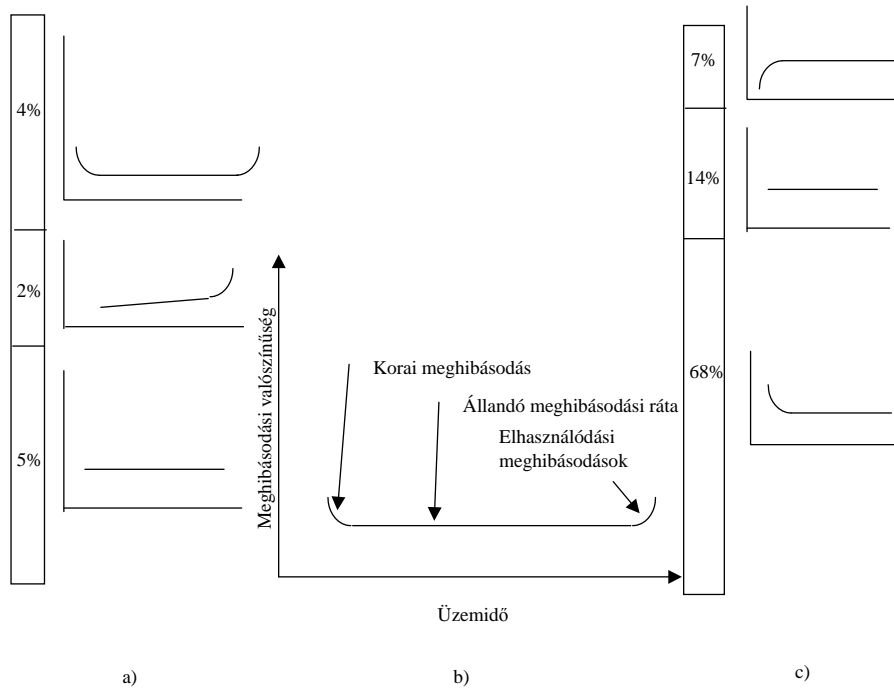 4%
2%
5%
a)
Meghibásodási valószínűség
Korai meghibásodás
Állandó meghibásodási ráta
Elhasználódási
meghibásodások
Üzemidő
b)
7%
14%
68%
c)